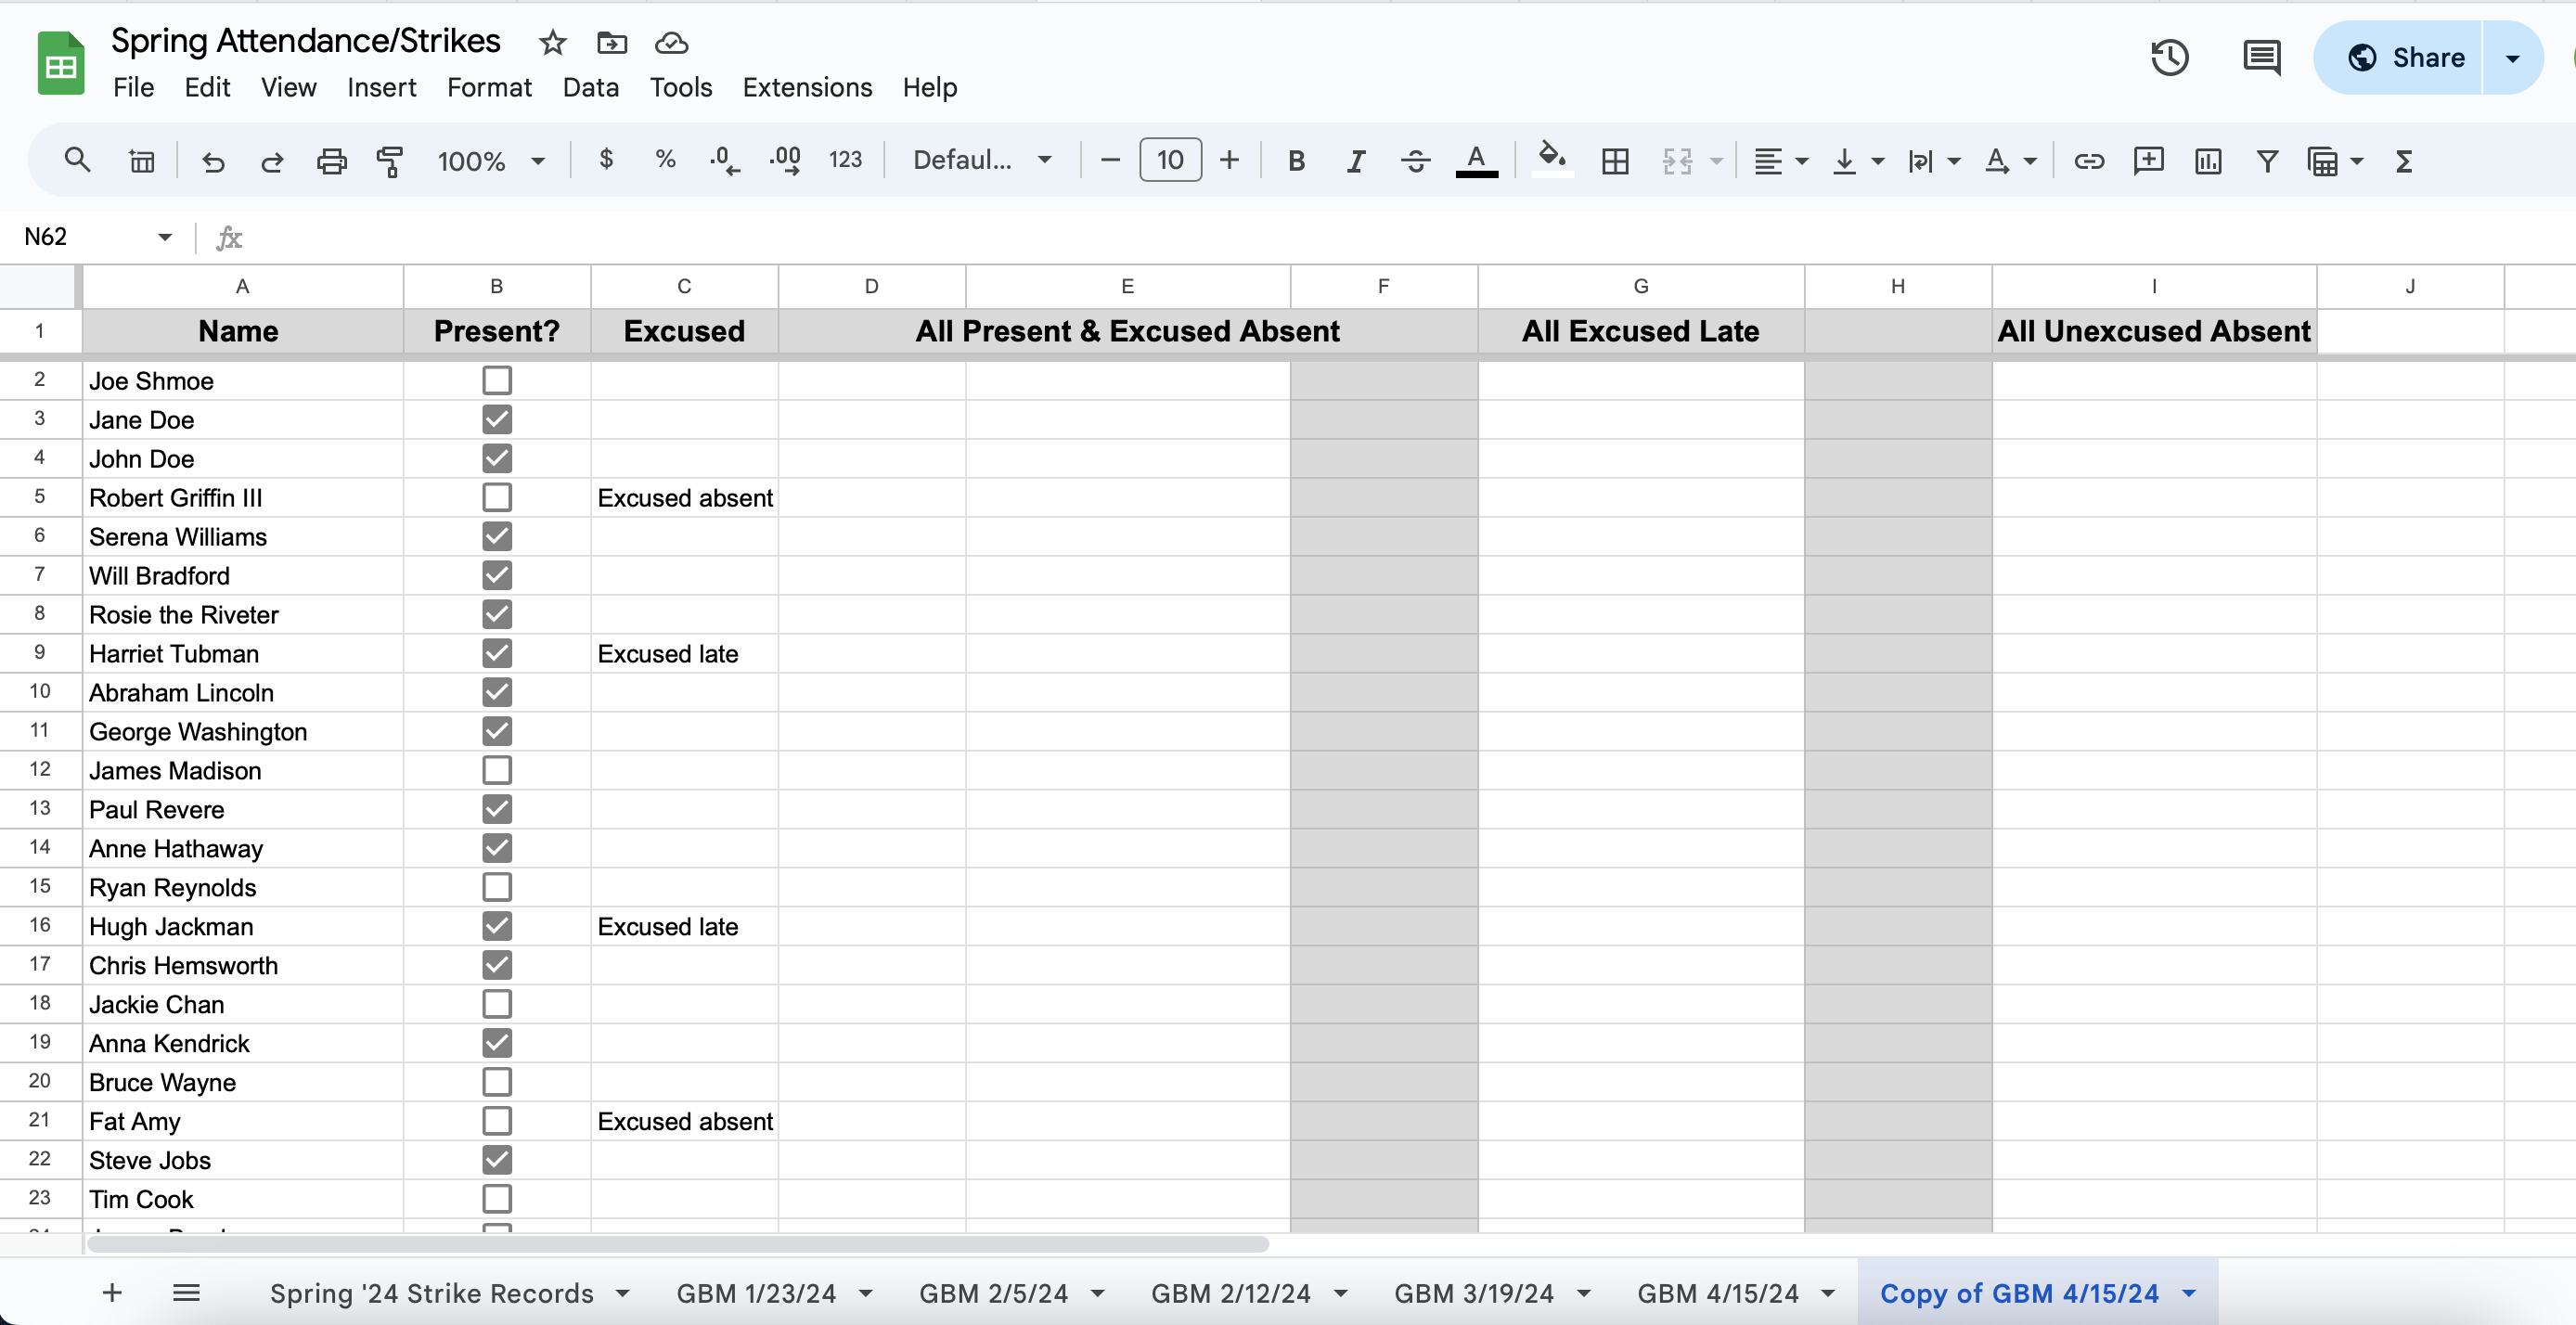 Spring Attendance/Strikes
Share
File Edit View Insert Format Data Tools Extensions Help
100% $ % .0 .00 123 Defaul... 10 B I A
N62 fx
A B C D E F G H I J
1 Name Present? Excused All Present & Excused Absent All Excused Late All Unexcused Absent
2 Joe Shmoe
3 Jane Doe
4 John Doe
5 Robert Griffin III Excused absent
6 Serena Williams
7 Will Bradford
8 Rosie the Riveter
9 Harriet Tubman Excused late
10 Abraham Lincoln
11 George Washington
12 James Madison
13 Paul Revere
14 Anne Hathaway
15 Ryan Reynolds
16 Hugh Jackman Excused late
17 Chris Hemsworth
18 Jackie Chan
19 Anna Kendrick
20 Bruce Wayne
21 Fat Amy Excused absent
22 Steve Jobs
23 Tim Cook
Spring '24 Strike Records GBM 1/23/24 GBM 2/5/24 GBM 2/12/24 GBM 3/19/24 GBM 4/15/24 Copy of GBM 4/15/24